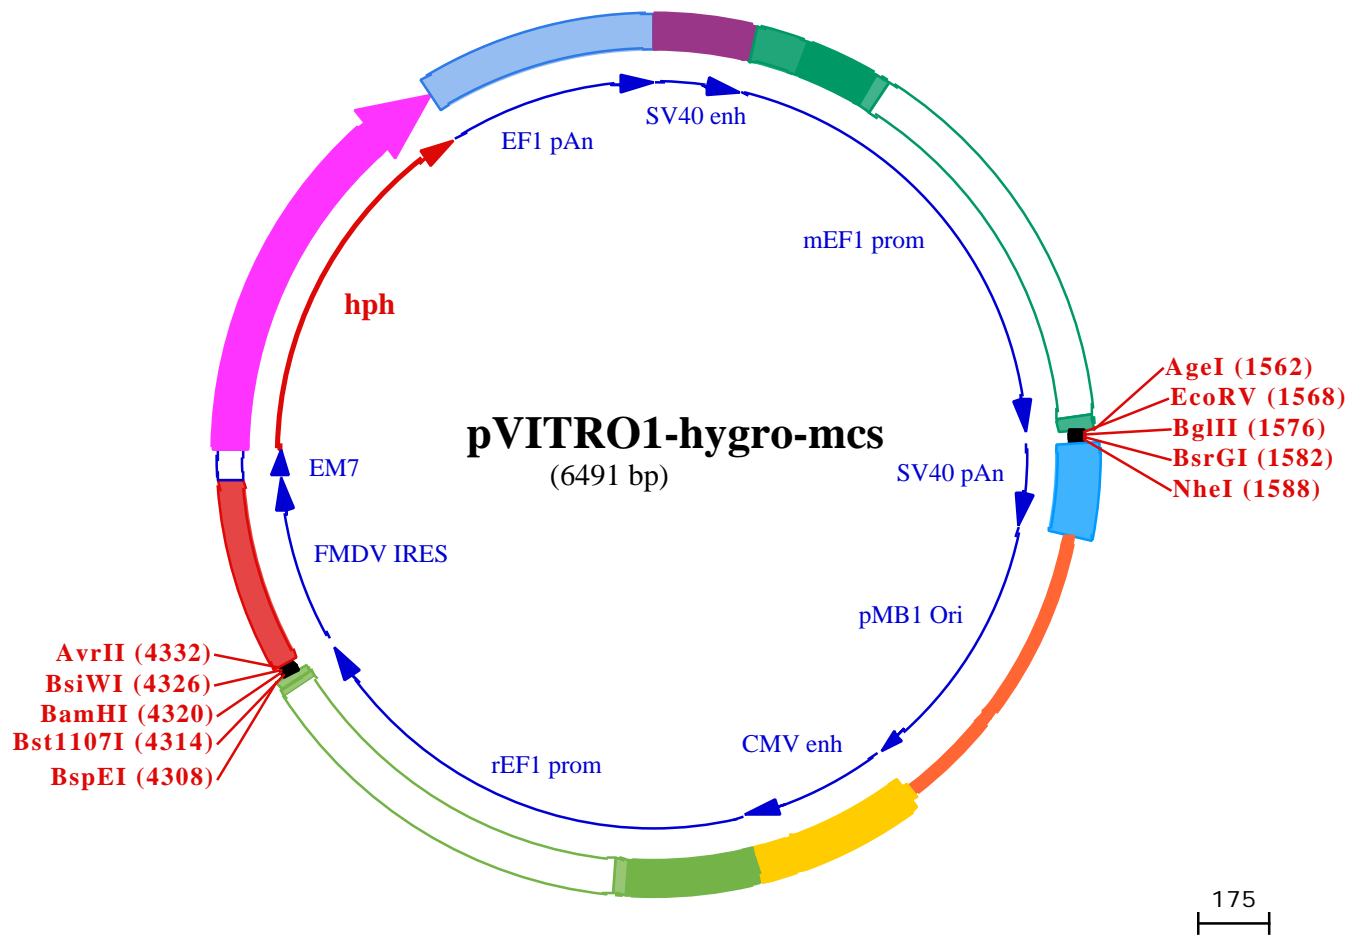 SV40 enh
EF1 pAn
mEF1 prom
hph
AgeI (1562)
EcoRV (1568)
BglII (1576)
BsrGI (1582)
NheI (1588)
pVITRO1-hygro-mcs
(6491 bp)
EM7
SV40 pAn
FMDV IRES
pMB1 Ori
AvrII (4332)
BsiWI (4326)
BamHI (4320)
Bst1107I (4314)
BspEI (4308)
CMV enh
rEF1 prom
175